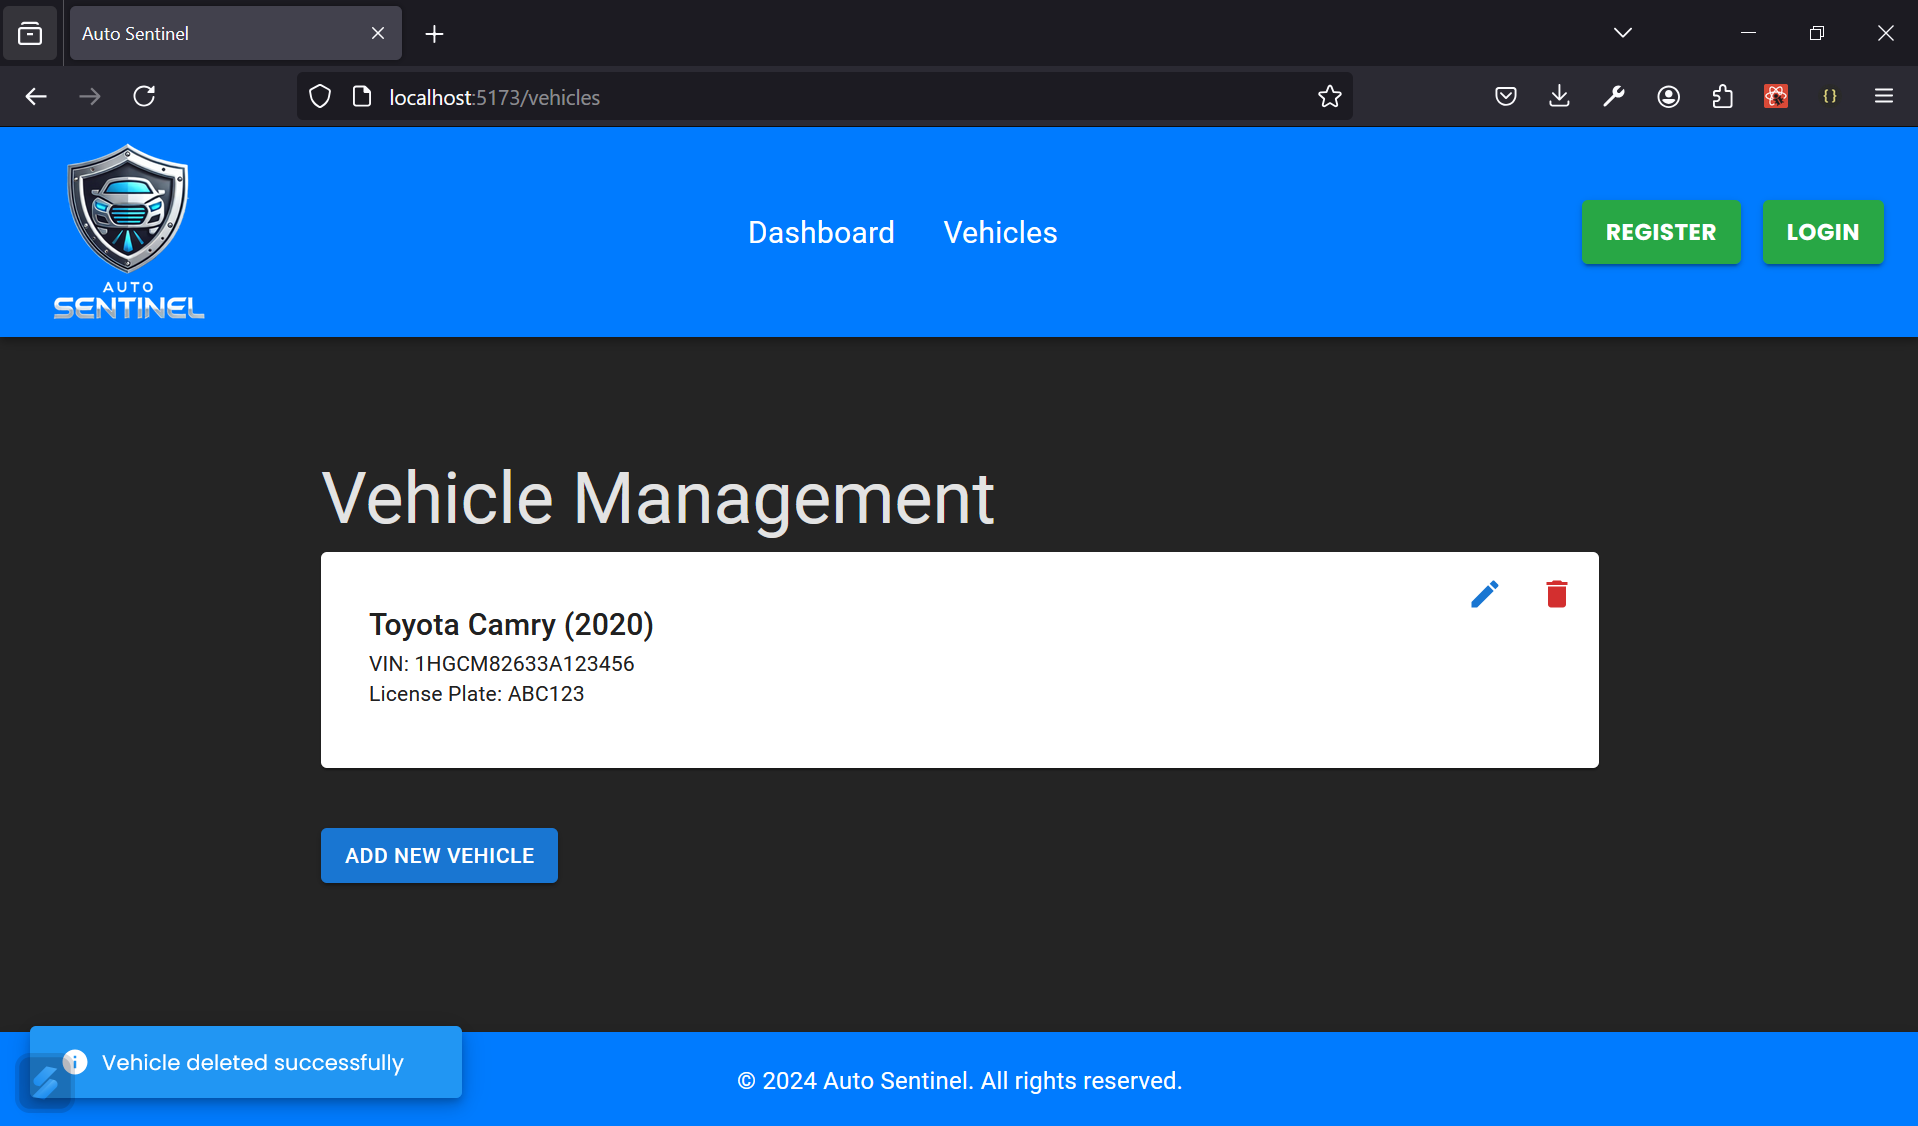 Auto Sentinel
localhost:5173/vehicles
AUTO
SENTINEL
Dashboard
Vehicles
REGISTER
LOGIN
Vehicle Management
Toyota Camry (2020)
VIN: 1HGCM82633A123456
License Plate: ABC123
ADD NEW VEHICLE
Vehicle deleted successfully
© 2024 Auto Sentinel. All rights reserved.